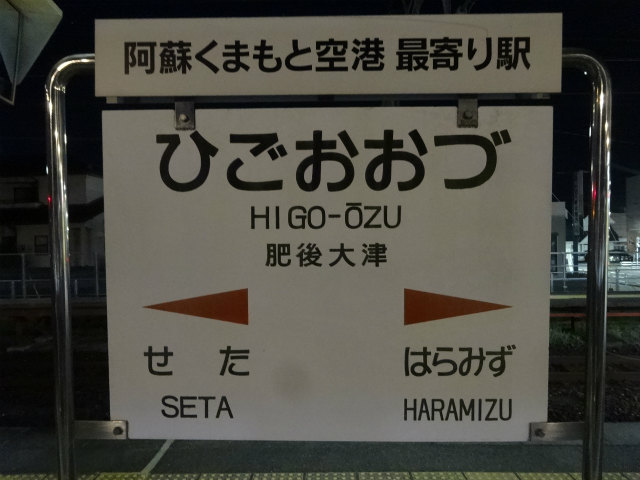 阿蘇くまもと空港 最寄り駅
ひごおおづ
HIGO-ŌZU
肥後大津
せた
はらみず
SETA
HARAMIZU